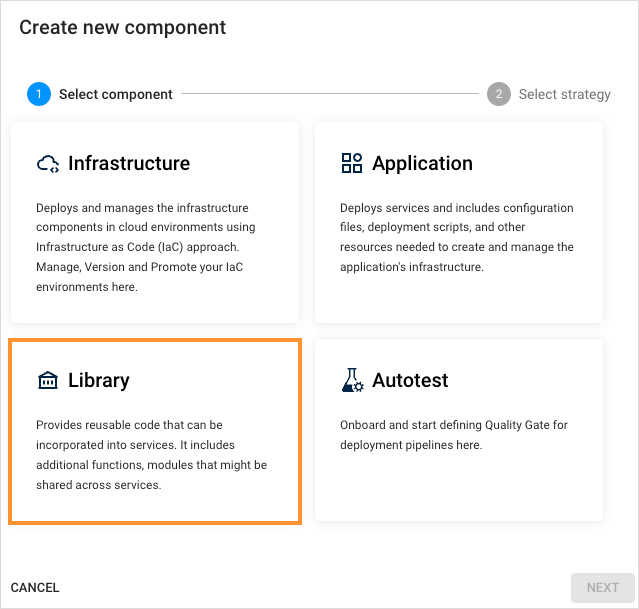 Create new component
1 Select component
2 Select strategy
Infrastructure
Deploys and manages the infrastructure
components in cloud environments using
Infrastructure as Code (IaC) approach.
Manage, Version and Promote your IaC
environments here.
Application
Deploys services and includes configuration
files, deployment scripts, and other
resources needed to create and manage the
application's infrastructure.
Library
Provides reusable code that can be
incorporated into services. It includes
additional functions, modules that might be
shared across services.
Autotest
Onboard and start defining Quality Gate for
deployment pipelines here.
CANCEL
NEXT